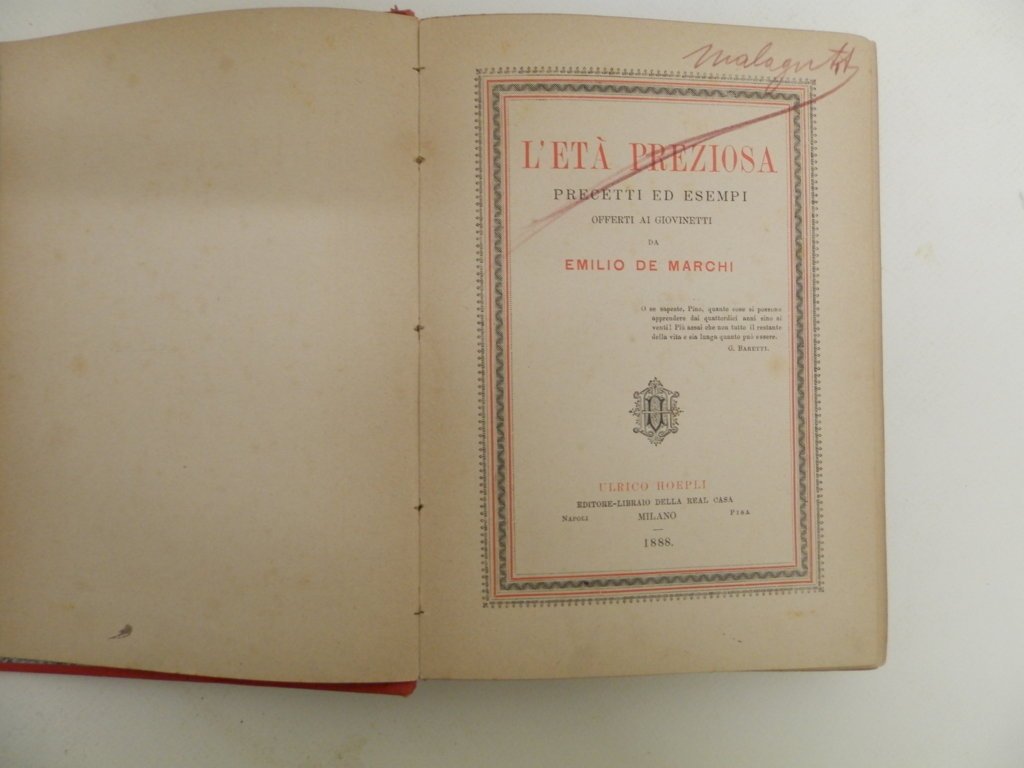 Malagutti
L'ETÀ PREZIOSA
PRECETTI ED ESEMPI
OFFERTI AI GIOVINETTI
DA
EMILIO DE MARCHI
O se sapeste, Pino, quante cose si possono
apprendere dai quattordici anni sino ai
venti! Più assai che non tutto il restante
della vita e sia lunga quanto può essere.
G. BARETTI.
ULRICO HOEPLI
EDITORE-LIBRAIO DELLA REAL CASA
NAPOLI MILANO PISA
1888.